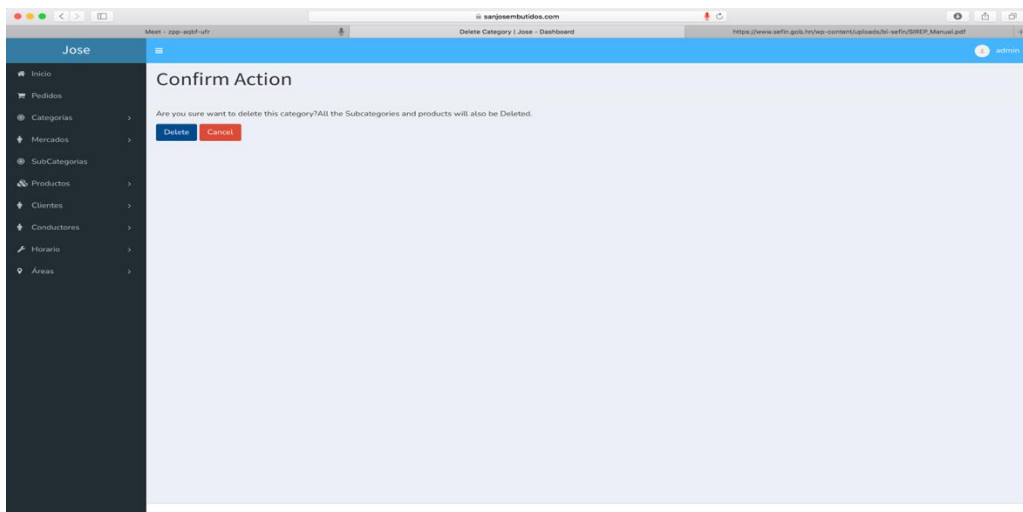 sanjosembutidos.com
Meet - zpp-aqbf-ufr
Delete Category | Jose - Dashboard
https://www.sefin.gob.hn/wp-content/uploads/bi-sefin/SIREP_Manual.pdf
Jose
admin
Inicio
Pedidos
Categorías
Mercados
SubCategorias
Productos
Clientes
Conductores
Horario
Áreas
Confirm Action
Are you sure want to delete this category?All the Subcategories and products will also be Deleted.
Delete Cancel